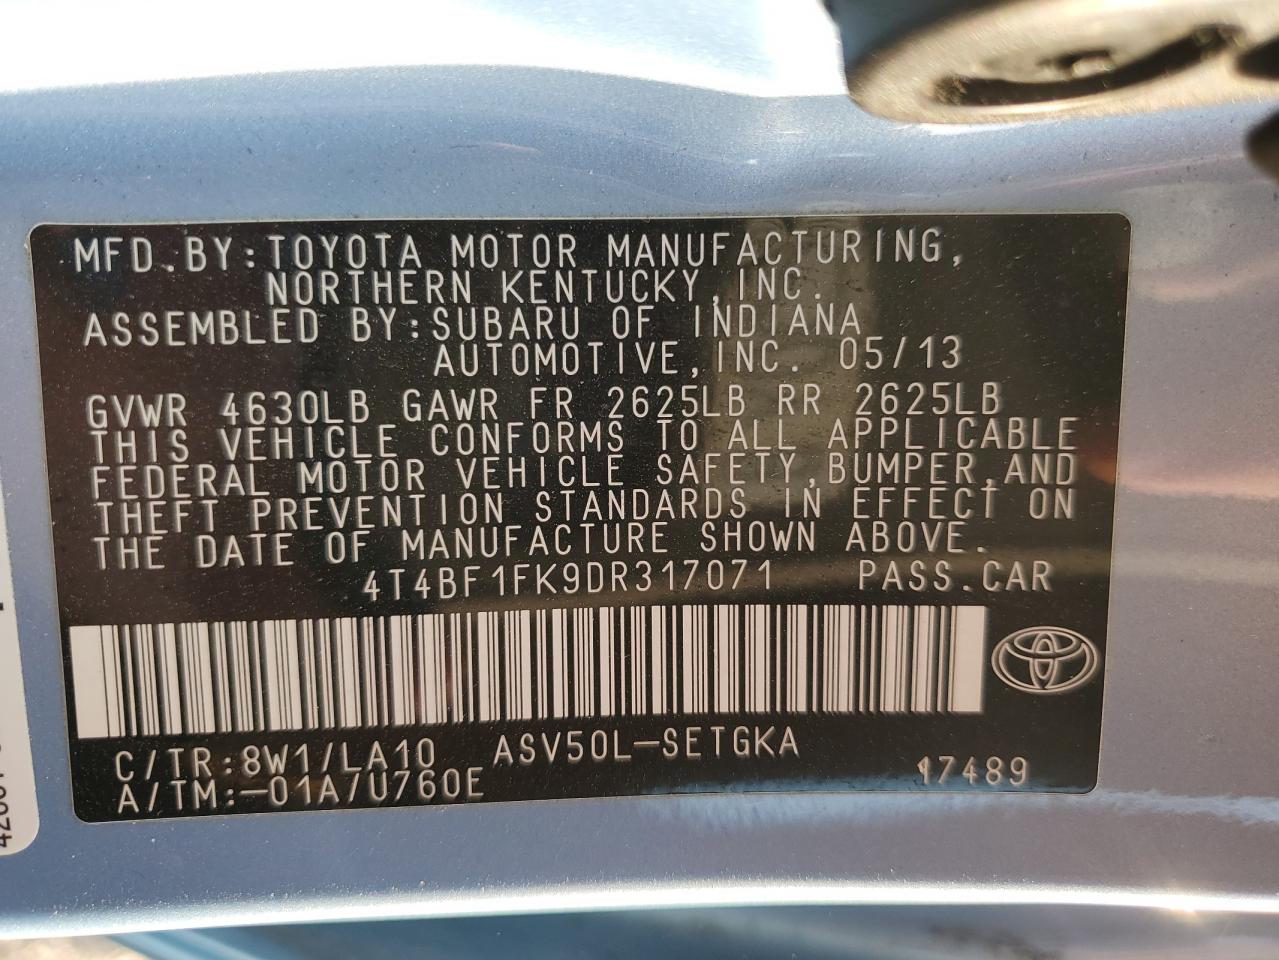 MFD.BY:TOYOTA MOTOR MANUFACTURING,
NORTHERN KENTUCKY,INC.
ASSEMBLED BY:SUBARU OF INDIANA
AUTOMOTIVE,INC. 05/13
GVWR 4630LB GAWR FR 2625LB RR 2625LB
THIS VEHICLE CONFORMS TO ALL APPLICABLE
FEDERAL MOTOR VEHICLE SAFETY,BUMPER,AND
THEFT PREVENTION STANDARDS IN EFFECT ON
THE DATE OF MANUFACTURE SHOWN ABOVE.
4T4BF1FK9DR317071 PASS.CAR
C/TR:8W1/LA10 ASV50L-SETGKA
A/TM:-01A/U760E 17489